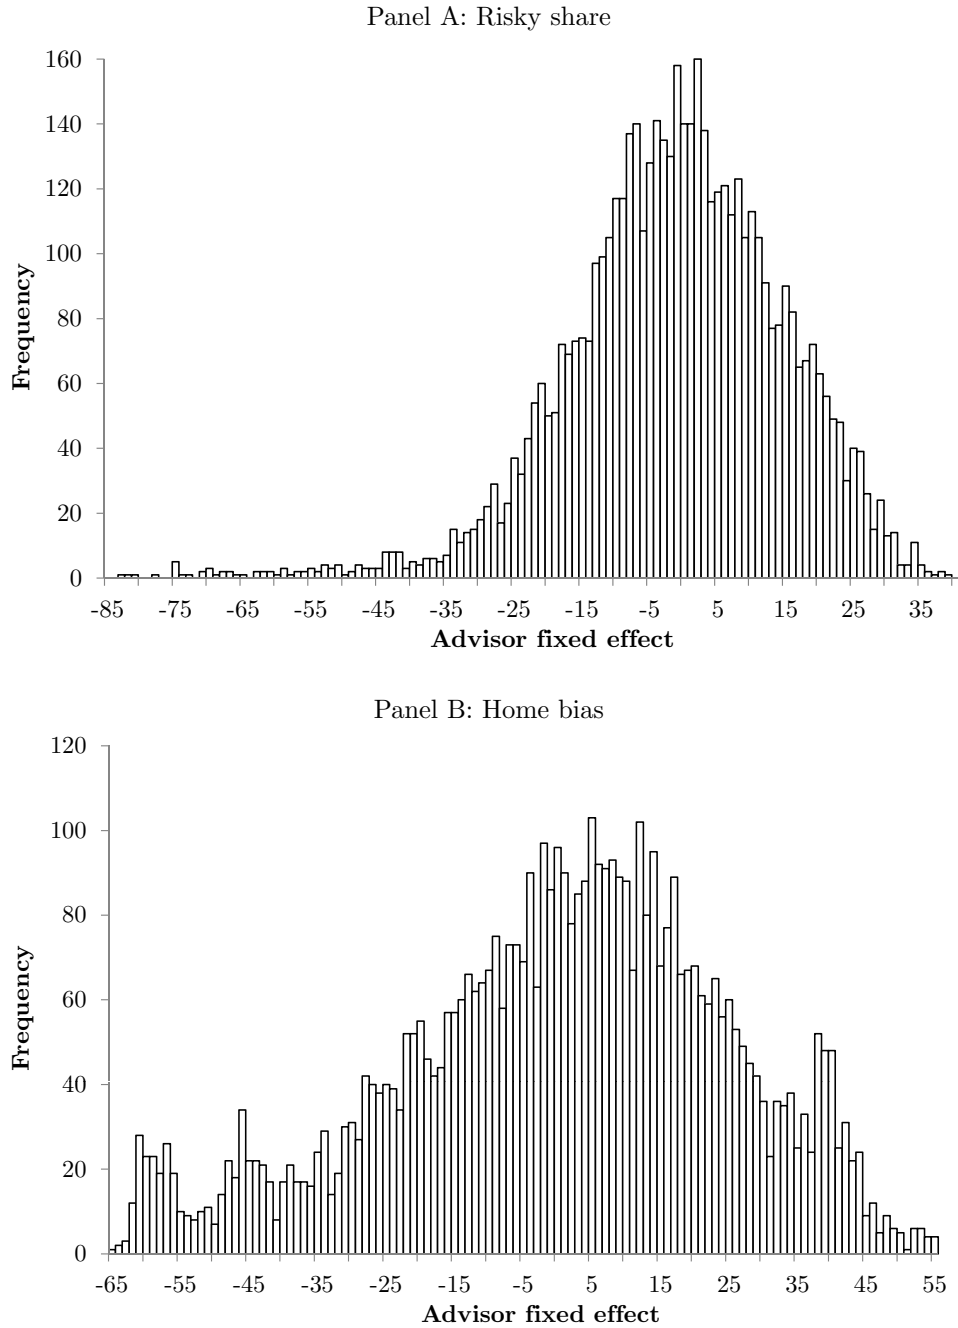 Panel A: Risky share
160
140
120
100
80
60
40
20
0
Frequency
-85 -75 -65 -55 -45 -35 -25 -15 -5 5 15 25 35
Advisor fixed effect
Panel B: Home bias
120
100
80
60
40
20
0
Frequency
-65 -55 -45 -35 -25 -15 -5 5 15 25 35 45 55
Advisor fixed effect